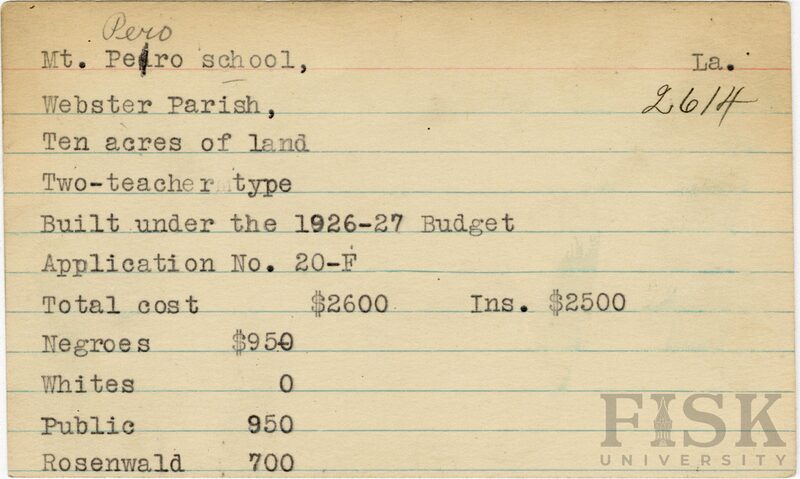 Pero
Mt. Pedro school, La.
Webster Parish, 2614
Ten acres of land
Two-teacher type
Built under the 1926-27 Budget
Application No. 20-F
Total cost $2600 Ins. $2500
Negroes $950
Whites 0
Public 950
Rosenwald 700
FISK
UNIVERSITY